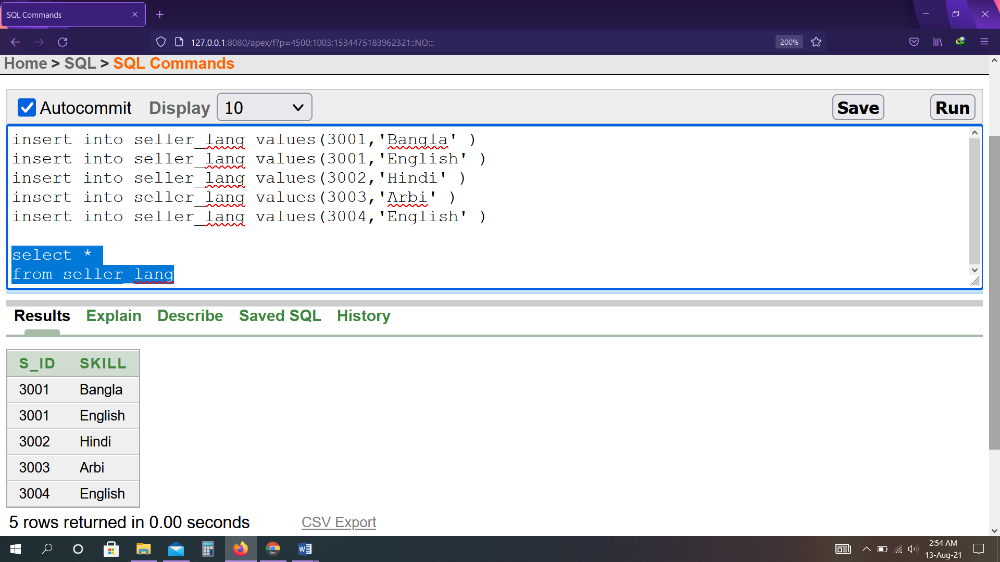 SQL Commands
127.0.0.1:8080/apex/f?p=4500:1003:1534475183962321::NO:::
200%
Home > SQL > SQL Commands
Autocommit Display 10 Save Run
insert into seller_lang values(3001,'Bangla' )
insert into seller_lang values(3001,'English' )
insert into seller_lang values(3002,'Hindi' )
insert into seller_lang values(3003,'Arbi' )
insert into seller_lang values(3004,'English' )
select *
from seller_lang
Results Explain Describe Saved SQL History
S_ID SKILL
3001 Bangla
3001 English
3002 Hindi
3003 Arbi
3004 English
5 rows returned in 0.00 seconds CSV Export
2:54 AM
13-Aug-21